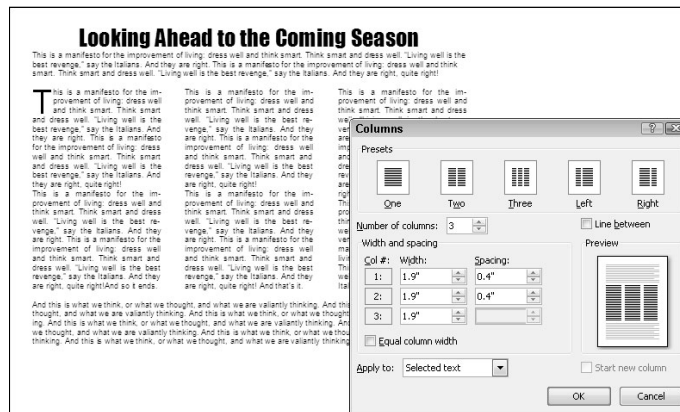 Looking Ahead to the Coming Season
This is a manifesto for the improvement of living: dress well and think smart. Think smart and dress well. "Living well is the
best revenge," say the Italians. And they are right. This is a manifesto for the improvement of living: dress well and think
smart. Think smart and dress well. "Living well is the best revenge," say the Italians. And they are right, quite right!
This is a manifesto for the im-
provement of living: dress well
and think smart. Think smart
and dress well. "Living well is the
best revenge," say the Italians. And
they are right. This is a manifesto
for the improvement of living: dress
well and think smart. Think smart
and dress well. "Living well is the
best revenge," say the Italians. And
they are right, quite right!
This is a manifesto for the im-
provement of living: dress well and
think smart. Think smart and dress
well. "Living well is the best re-
venge," say the Italians. And they
are right. This is a manifesto for the
improvement of living: dress well
and think smart. Think smart and
dress well. "Living well is the best
revenge," say the Italians. And they
are right, quite right!And so it ends.
This is a manifesto for the im-
provement of living: dress well and
think smart. Think smart and dress
well. "Living well is the best re-
venge," say the Italians. And they
are right. This is a manifesto for the
improvement of living: dress well
and think smart. Think smart and
dress well. "Living well is the best
revenge," say the Italians. And they
are right, quite right!
This is a manifesto for the im-
provement of living: dress well and
think smart. Think smart and dress
well. "Living well is the best re-
venge," say the Italians. And they
are right. This is a manifesto for the
improvement of living: dress well
and think smart. Think smart and
dress well. "Living well is the best
revenge," say the Italians. And they
are right, quite right! And that's it.
This is a manifesto for the im-
provement of living: dress well and
think smart. Think smart and dress
And this is what we think, or what we thought, and what we are valiantly thinking. And this
thought, and what we are valiantly thinking. And this is what we think, or what we thought
ing. And this is what we think, or what we thought, and what we are valiantly thinking. And
we thought, and what we are valiantly thinking. And this is what we think, or what we thou
thinking. And this is what we think, or what we thought, and what we are valiantly thinking
Columns
Presets
One Two Three Left Right
Number of columns: 3
Line between
Width and spacing
Preview
Col #: Width: Spacing:
1: 1.9" 0.4"
2: 1.9" 0.4"
3: 1.9"
Equal column width
Apply to: Selected text
Start new column
OK Cancel